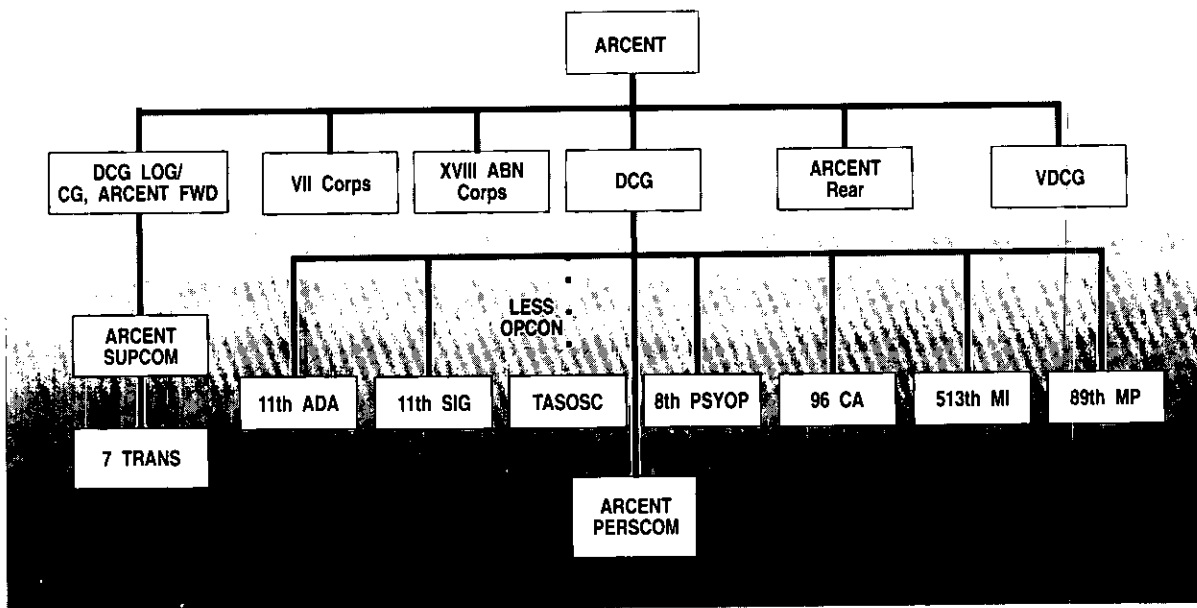 ARCENT
DCG LOG/
CG, ARCENT FWD
VII Corps
XVIII ABN
Corps
DCG
ARCENT
Rear
VDCG
LESS
OPCON
ARCENT
SUPCOM
11th ADA
11th SIG
TASOSC
8th PSYOP
96 CA
513th MI
89th MP
7 TRANS
ARCENT
PERSCOM